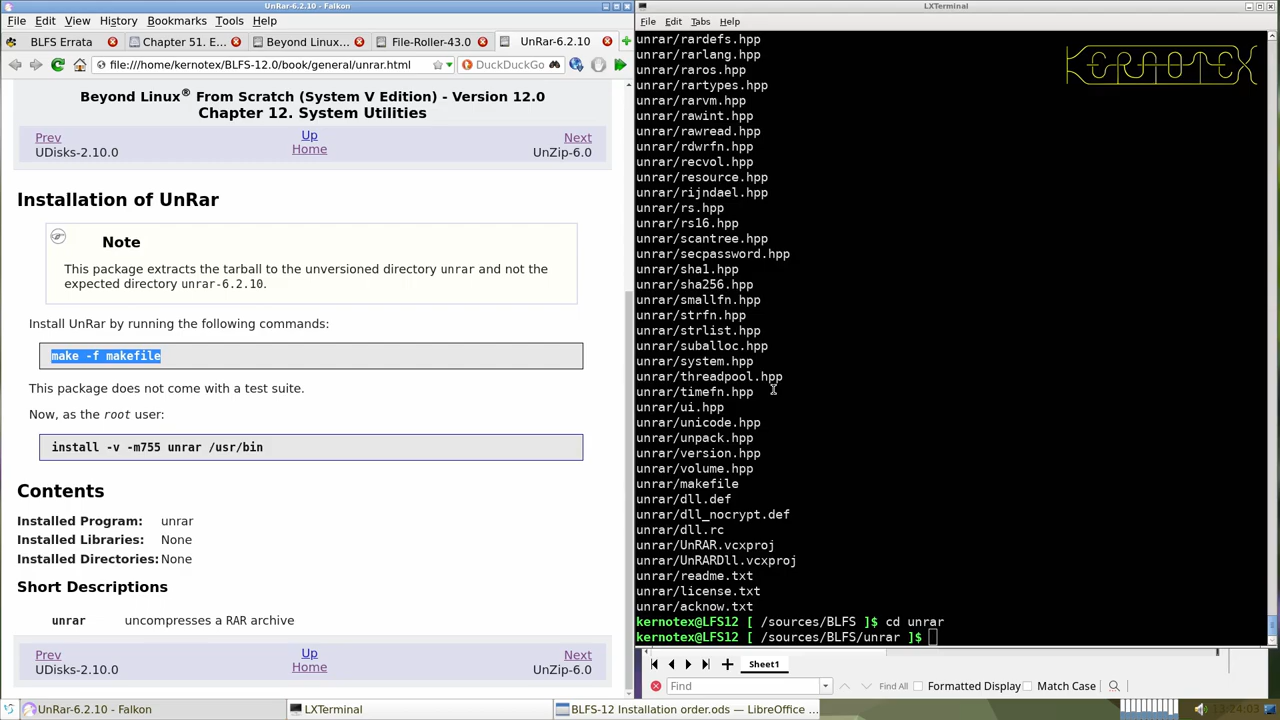 UnRar-6.2.10 - Falkon
File Edit View History Bookmarks Tools Help
BLFS Errata Chapter 51. E... Beyond Linux... File-Roller-43.0 UnRar-6.2.10
file:///home/kernotex/BLFS-12.0/book/general/unrar.html DuckDuckGo
Beyond Linux® From Scratch (System V Edition) - Version 12.0
Chapter 12. System Utilities
Prev Up Next
UDisks-2.10.0 Home UnZip-6.0
Installation of UnRar
Note
This package extracts the tarball to the unversioned directory unrar and not the
expected directory unrar-6.2.10.
Install UnRar by running the following commands:
make -f makefile
This package does not come with a test suite.
Now, as the root user:
install -v -m755 unrar /usr/bin
Contents
Installed Program: unrar
Installed Libraries: None
Installed Directories: None
Short Descriptions
unrar uncompresses a RAR archive
Prev Up Next
UDisks-2.10.0 Home UnZip-6.0
LXTerminal
File Edit Tabs Help
KERNOTEX
unrar/rardefs.hpp
unrar/rarlang.hpp
unrar/raros.hpp
unrar/rartypes.hpp
unrar/rarvm.hpp
unrar/rawint.hpp
unrar/rawread.hpp
unrar/rdwrfn.hpp
unrar/recvol.hpp
unrar/resource.hpp
unrar/rijndael.hpp
unrar/rs.hpp
unrar/rs16.hpp
unrar/scantree.hpp
unrar/secpassword.hpp
unrar/sha1.hpp
unrar/sha256.hpp
unrar/smallfn.hpp
unrar/strfn.hpp
unrar/strlist.hpp
unrar/suballoc.hpp
unrar/system.hpp
unrar/threadpool.hpp
unrar/timefn.hpp
unrar/ui.hpp
unrar/unicode.hpp
unrar/unpack.hpp
unrar/version.hpp
unrar/volume.hpp
unrar/makefile
unrar/dll.def
unrar/dll_nocrypt.def
unrar/dll.rc
unrar/UnRAR.vcxproj
unrar/UnRARDll.vcxproj
unrar/readme.txt
unrar/license.txt
unrar/acknow.txt
kernotex@LFS12 [ /sources/BLFS ]$ cd unrar
kernotex@LFS12 [ /sources/BLFS/unrar ]$
Sheet1
Find Find All Formatted Display Match Case
UnRar-6.2.10 - Falkon LXTerminal BLFS-12 Installation order.ods — LibreOffice ... 13:24:03